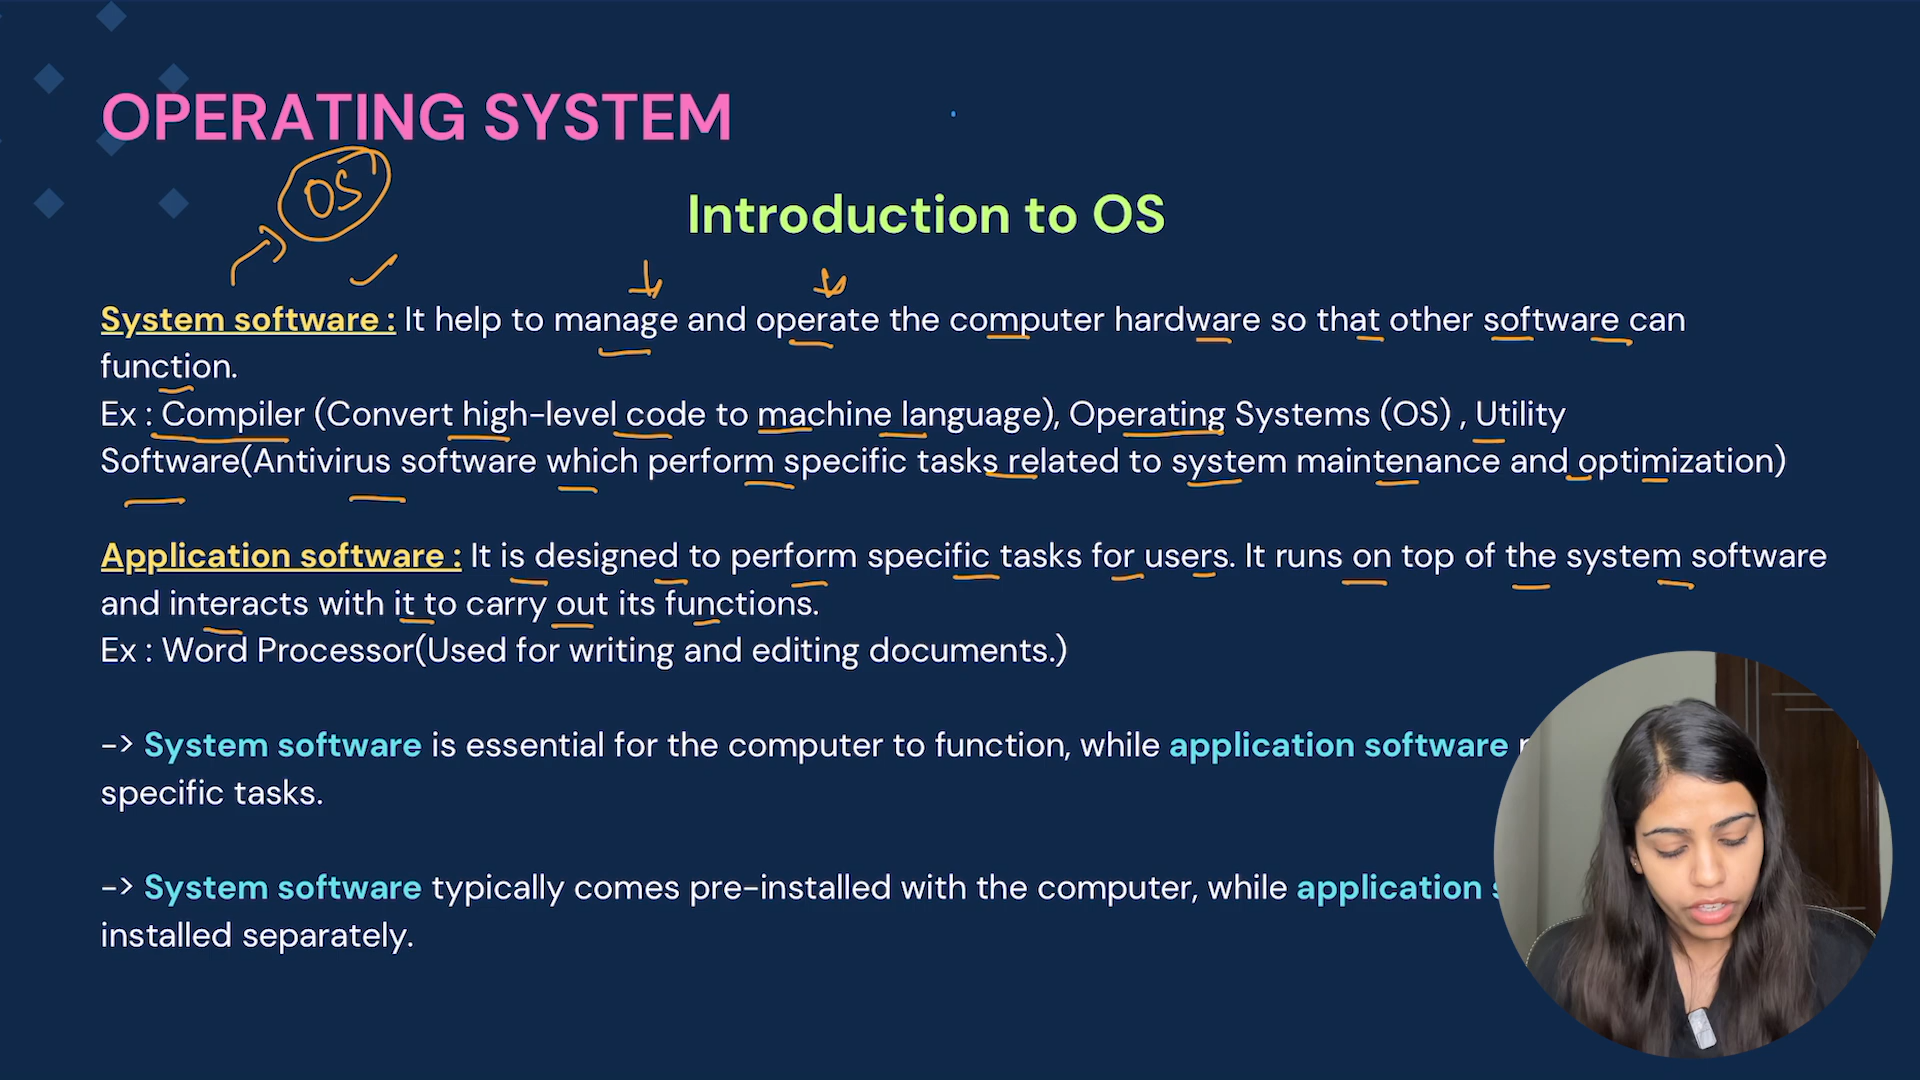 OPERATING SYSTEM
OS
Introduction to OS
System software : It help to manage and operate the computer hardware so that other software can
function.
Ex : Compiler (Convert high-level code to machine language), Operating Systems (OS) , Utility
Software(Antivirus software which perform specific tasks related to system maintenance and optimization)
Application software : It is designed to perform specific tasks for users. It runs on top of the system software
and interacts with it to carry out its functions.
Ex : Word Processor(Used for writing and editing documents.)
-> System software is essential for the computer to function, while application software
specific tasks.
-> System software typically comes pre-installed with the computer, while application
installed separately.